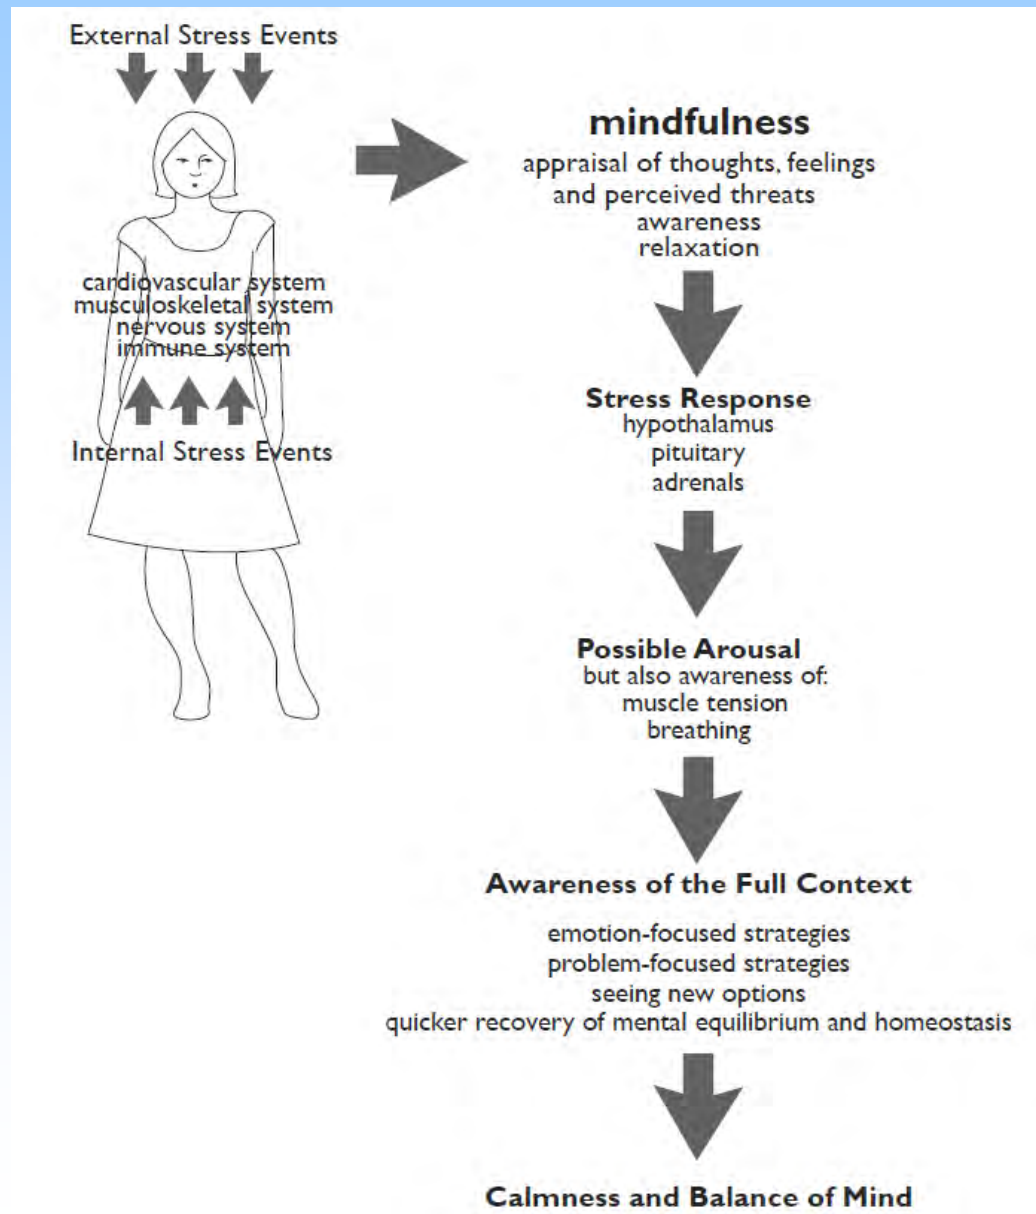 External Stress Events
cardiovascular system
musculoskeletal system
nervous system
immune system
Internal Stress Events
mindfulness
appraisal of thoughts, feelings
and perceived threats
awareness
relaxation
Stress Response
hypothalamus
pituitary
adrenals
Possible Arousal
but also awareness of:
muscle tension
breathing
Awareness of the Full Context
emotion-focused strategies
problem-focused strategies
seeing new options
quicker recovery of mental equilibrium and homeostasis
Calmness and Balance of Mind